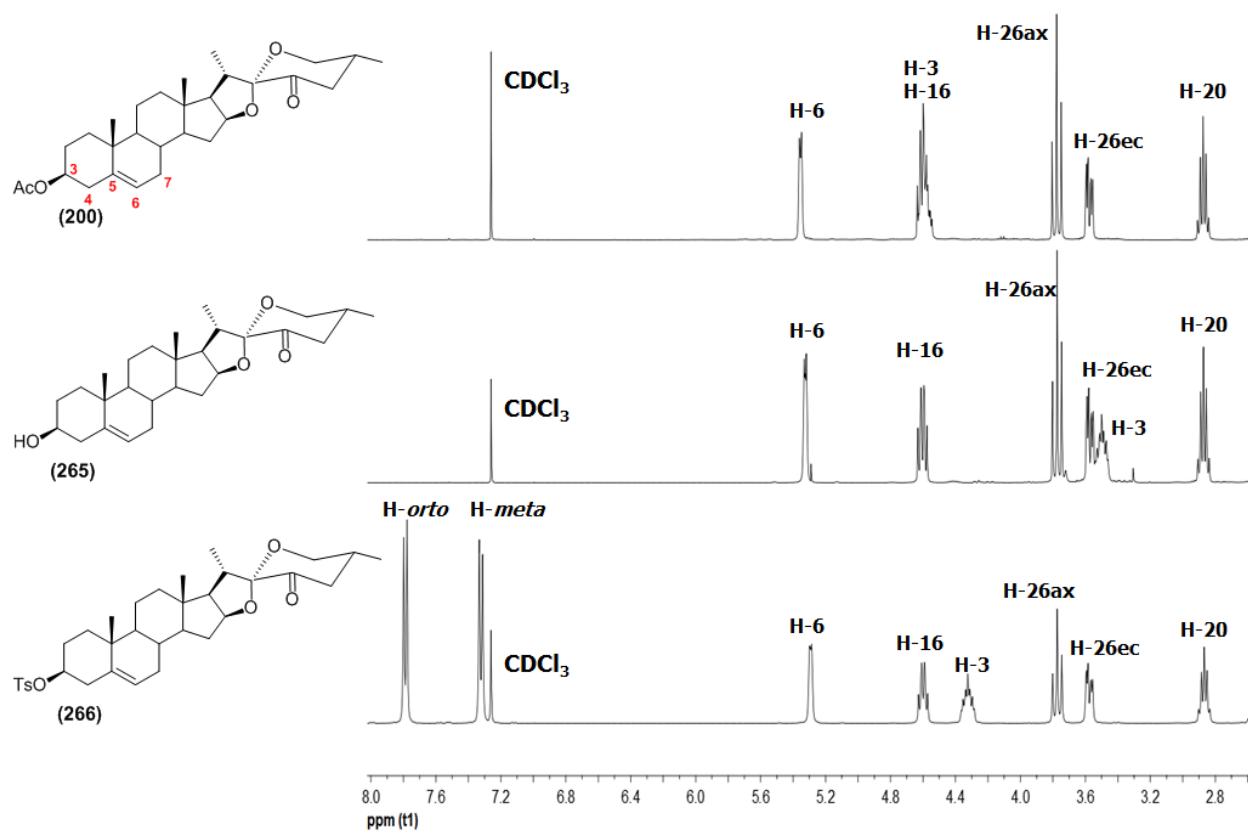 O
O
O
AcO
3
4
5
6
7
(200)
CDCl3
H-6
H-3
H-16
H-26ax
H-26ec
H-20
O
O
O
HO
(265)
CDCl3
H-6
H-16
H-26ax
H-26ec
H-3
H-20
O
O
O
TsO
(266)
H-orto
H-meta
CDCl3
H-6
H-16
H-3
H-26ax
H-26ec
H-20
8.0 7.6 7.2 6.8 6.4 6.0 5.6 5.2 4.8 4.4 4.0 3.6 3.2 2.8
ppm (t1)